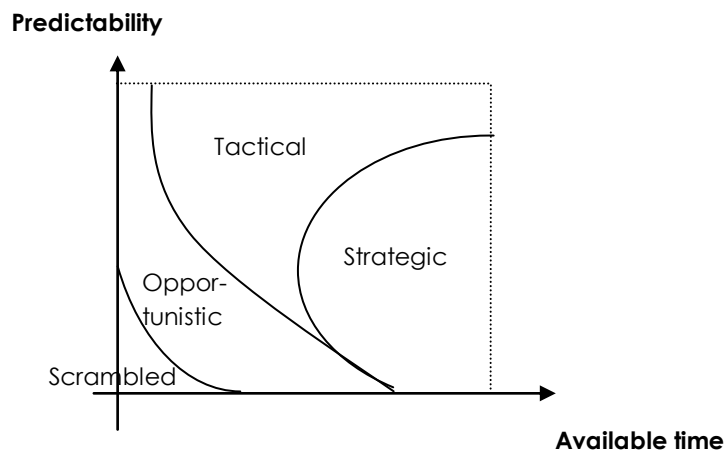 Predictability
Tactical
Strategic
Oppor-
tunistic
Scrambled
Available time